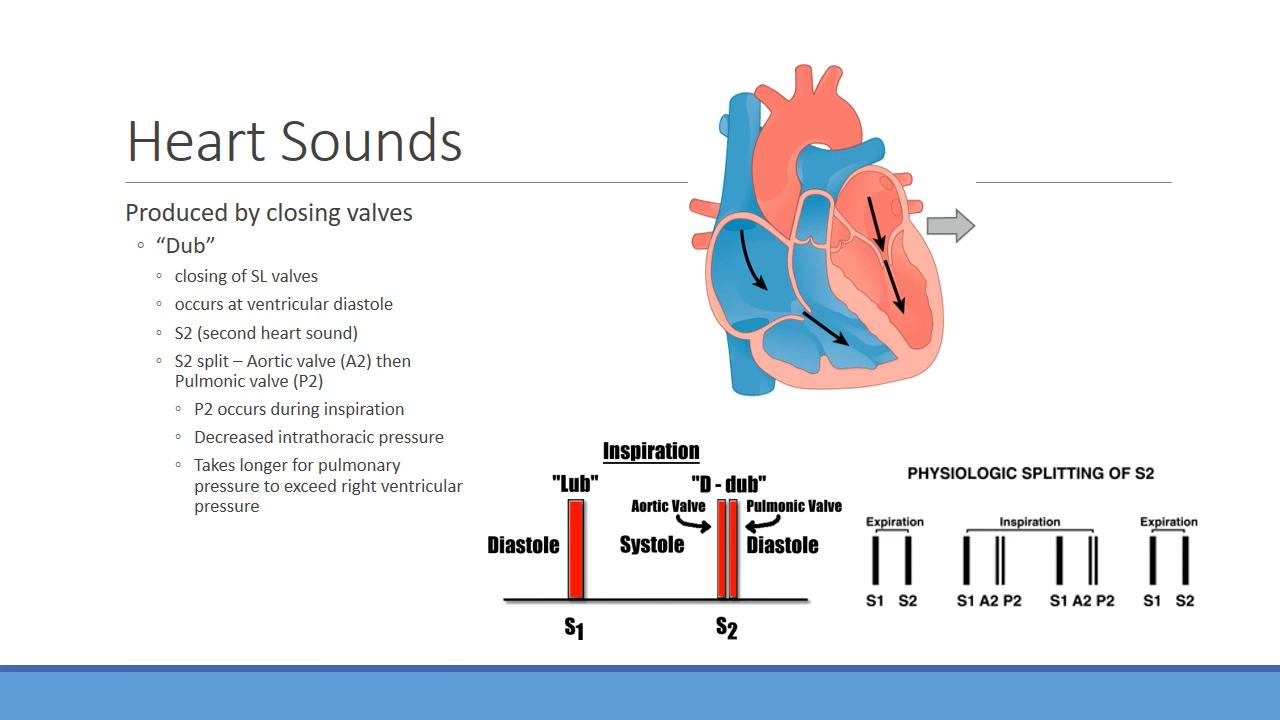 Heart Sounds
Produced by closing valves
◦ “Dub”
◦ closing of SL valves
◦ occurs at ventricular diastole
◦ S2 (second heart sound)
◦ S2 split – Aortic valve (A2) then
Pulmonic valve (P2)
◦ P2 occurs during inspiration
◦ Decreased intrathoracic pressure
◦ Takes longer for pulmonary
pressure to exceed right ventricular
pressure
Inspiration
"Lub" "D - dub"
Aortic Valve Pulmonic Valve
Diastole Systole Diastole
S1 S2
PHYSIOLOGIC SPLITTING OF S2
Expiration Inspiration Expiration
S1 S2 S1 A2 P2 S1 A2 P2 S1 S2